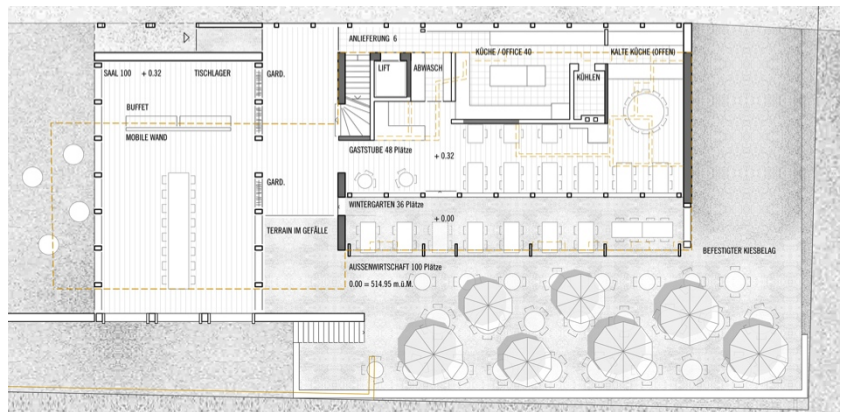 ANLIEFERUNG 6
KÜCHE / OFFICE 40
KALTE KÜCHE (OFFEN)
SAAL 100 + 0.32
TISCHLAGER
GARD.
LIFT
ABWASCH
KÜHLEN
BUFFET
MOBILE WAND
GASTSTUBE 48 Plätze
+ 0.32
GARD.
WINTERGARTEN 36 Plätze
+ 0.00
TERRAIN IM GEFÄLLE
BEFESTIGTER KIESBELAG
AUSSENWIRTSCHAFT 100 Plätze
0.00 = 514.95 m.ü.M.